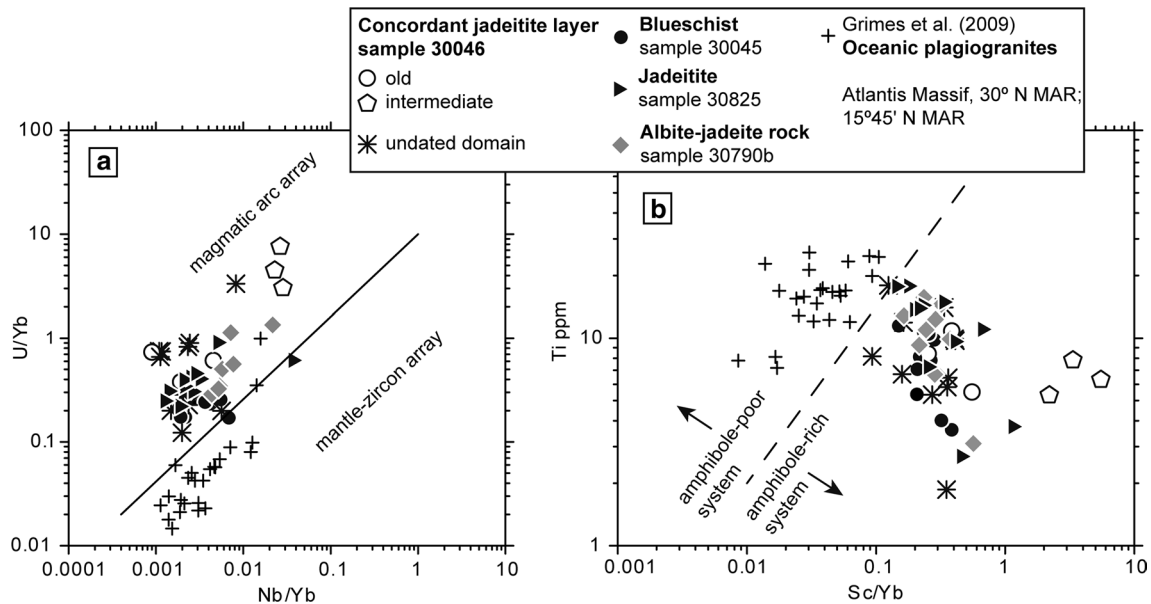 Concordant jadeitite layer
sample 30046
old
intermediate
undated domain
Blueschist
sample 30045
Jadeitite
sample 30825
Albite-jadeite rock
sample 30790b
Grimes et al. (2009)
Oceanic plagiogranites
Atlantis Massif, 30º N MAR;
15º45' N MAR
a
100
10
1
0.1
0.01
U/Yb
magmatic arc array
mantle-zircon array
0.0001
0.001
0.01
0.1
1
10
Nb/Yb
b
10
1
Ti ppm
amphibole-poor
system
amphibole-rich
system
0.001
0.01
0.1
1
10
Sc/Yb